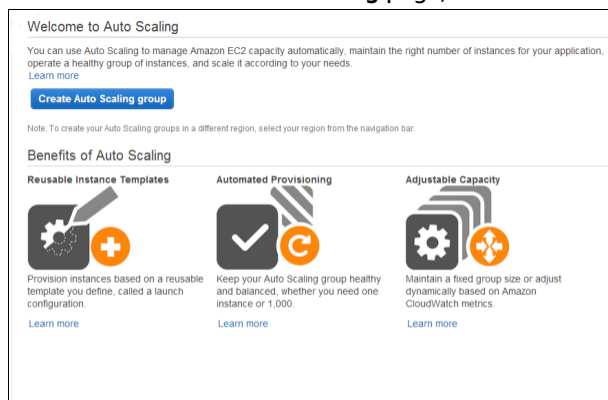 g page,
Welcome to Auto Scaling
You can use Auto Scaling to manage Amazon EC2 capacity automatically, maintain the right number of instances for your application,
operate a healthy group of instances, and scale it according to your needs.
Learn more
Create Auto Scaling group
Note: To create your Auto Scaling groups in a different region, select your region from the navigation bar.
Benefits of Auto Scaling
Reusable Instance Templates
Provision instances based on a reusable
template you define, called a launch
configuration.
Learn more
Automated Provisioning
Keep your Auto Scaling group healthy
and balanced, whether you need one
instance or 1,000.
Learn more
Adjustable Capacity
Maintain a fixed group size or adjust
dynamically based on Amazon
CloudWatch metrics.
Learn more